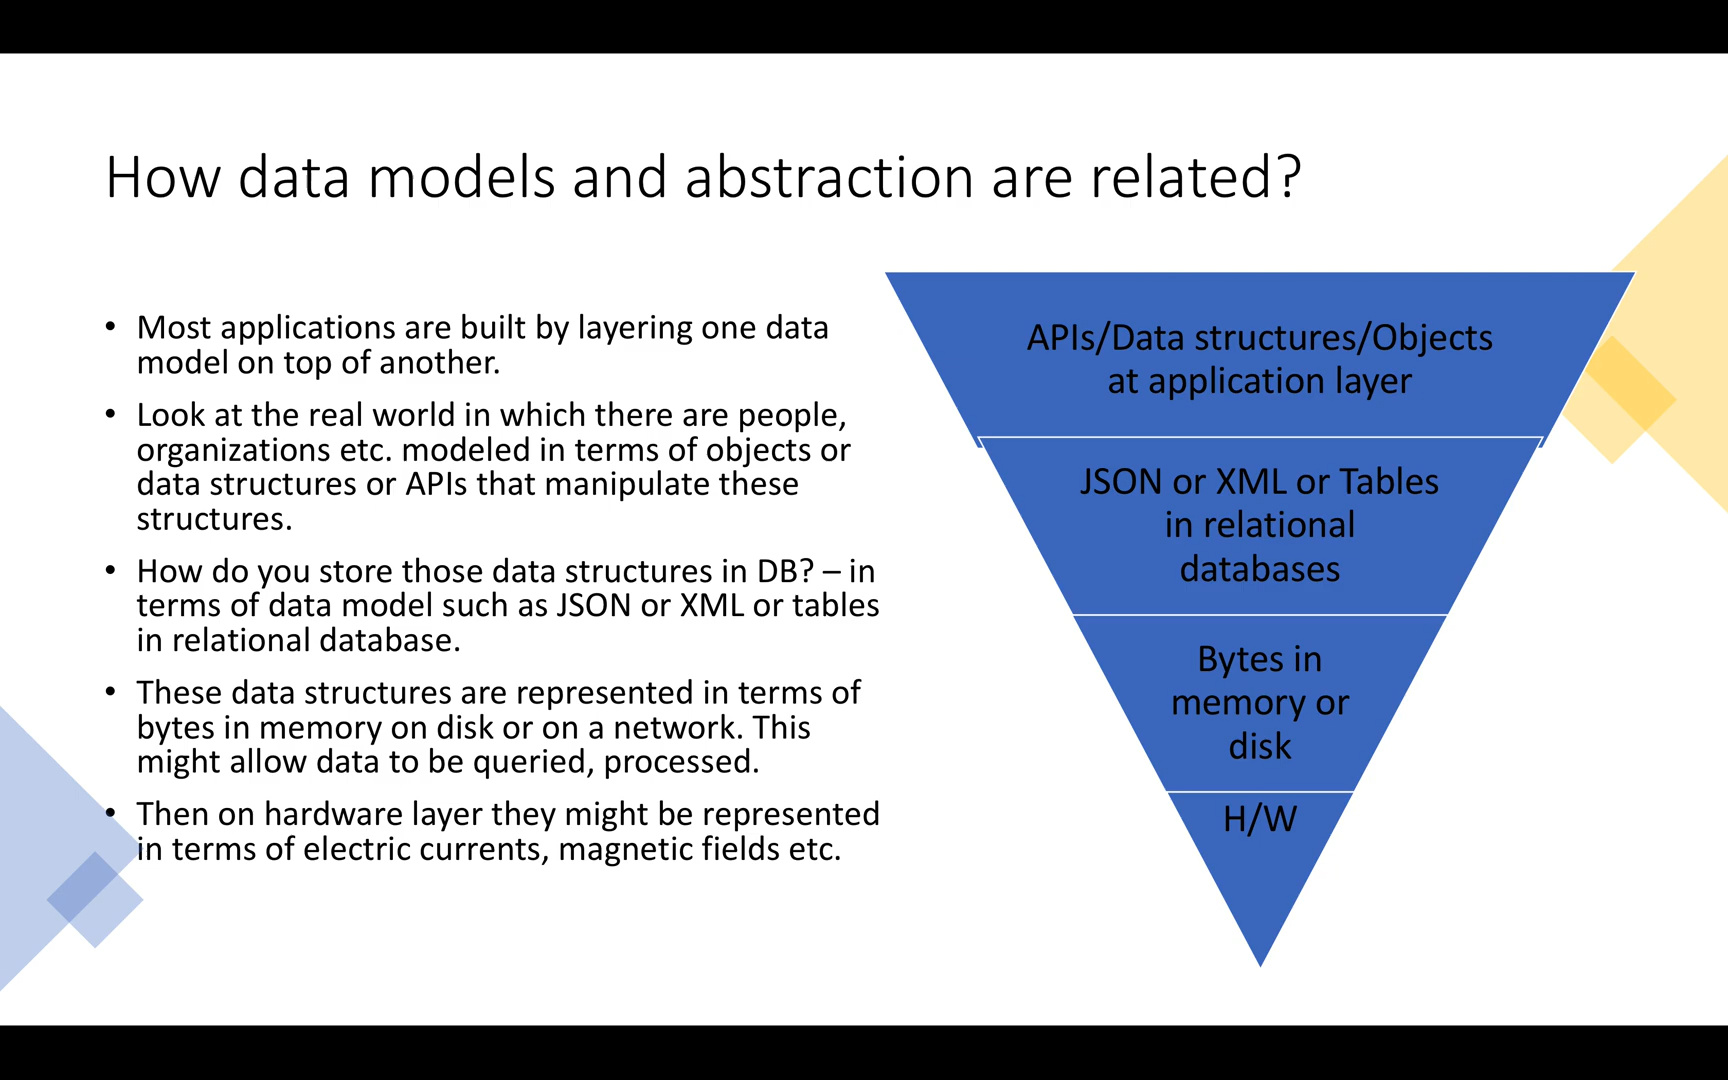 How data models and abstraction are related?
• Most applications are built by layering one data
model on top of another.
• Look at the real world in which there are people,
organizations etc. modeled in terms of objects or
data structures or APIs that manipulate these
structures.
• How do you store those data structures in DB? – in
terms of data model such as JSON or XML or tables
in relational database.
• These data structures are represented in terms of
bytes in memory on disk or on a network. This
might allow data to be queried, processed.
• Then on hardware layer they might be represented
in terms of electric currents, magnetic fields etc.
APIs/Data structures/Objects
at application layer
JSON or XML or Tables
in relational
databases
Bytes in
memory or
disk
H/W